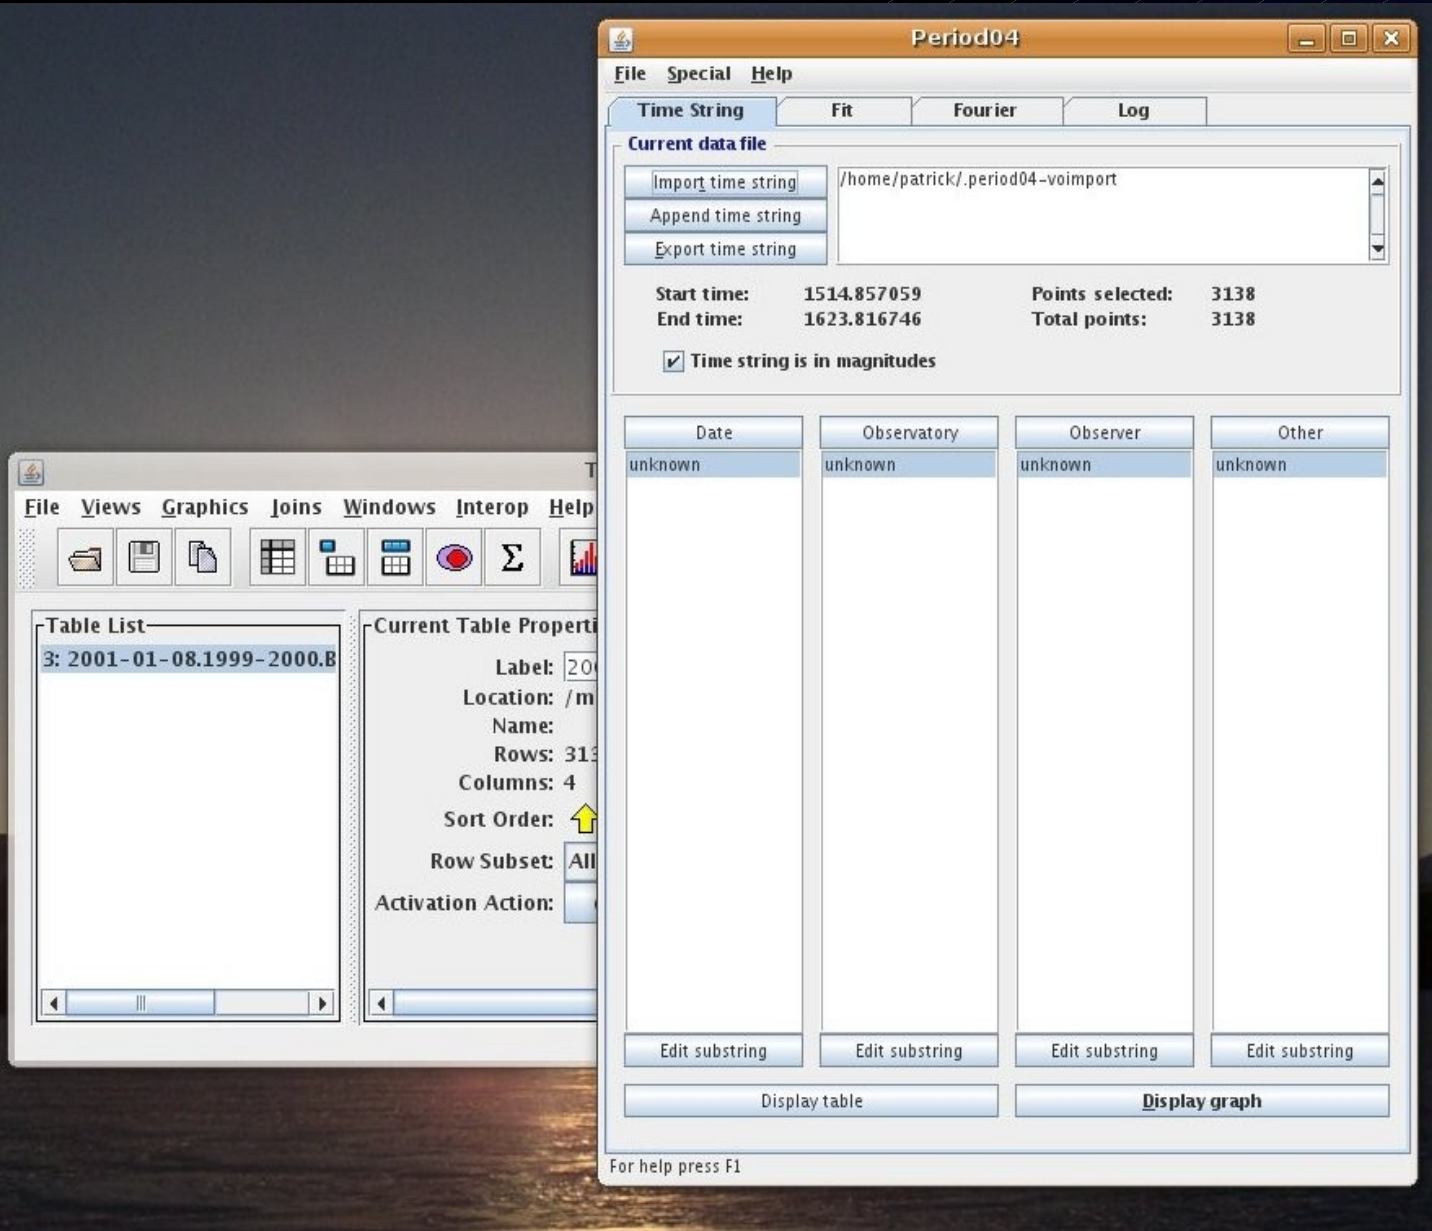 Period04
File Special Help
Time String Fit Fourier Log
Current data file
Import time string
/home/patrick/.period04-voimport
Append time string
Export time string
Start time: 1514.857059 Points selected: 3138
End time: 1623.816746 Total points: 3138
Time string is in magnitudes
Date Observatory Observer Other
unknown unknown unknown unknown
Edit substring Edit substring Edit substring Edit substring
Display table Display graph
For help press F1
T
File Views Graphics Joins Windows Interop Help
Σ
Table List
3: 2001-01-08.1999-2000.B
Current Table Properti
Label: 20
Location: /m
Name:
Rows: 313
Columns: 4
Sort Order:
Row Subset: All
Activation Action: